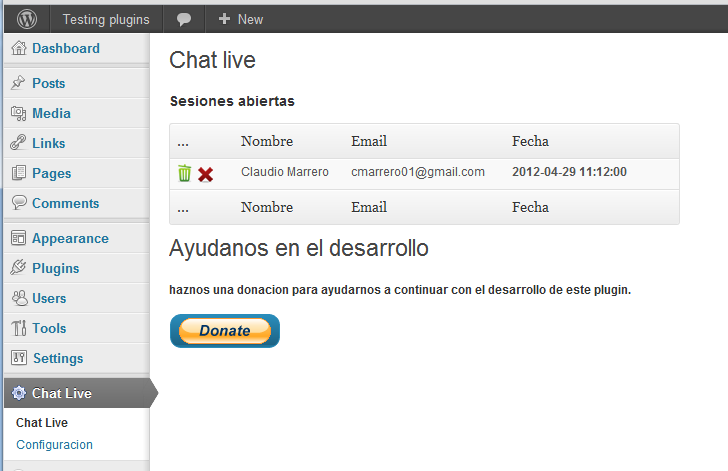 Testing plugins + New
Dashboard
Posts
Media
Links
Pages
Comments
Appearance
Plugins
Users
Tools
Settings
Chat Live
Chat Live
Configuracion
Chat live
Sesiones abiertas
... Nombre Email Fecha
Claudio Marrero cmarrero01@gmail.com 2012-04-29 11:12:00
... Nombre Email Fecha
Ayudanos en el desarrollo
haznos una donacion para ayudarnos a continuar con el desarrollo de este plugin.
Donate